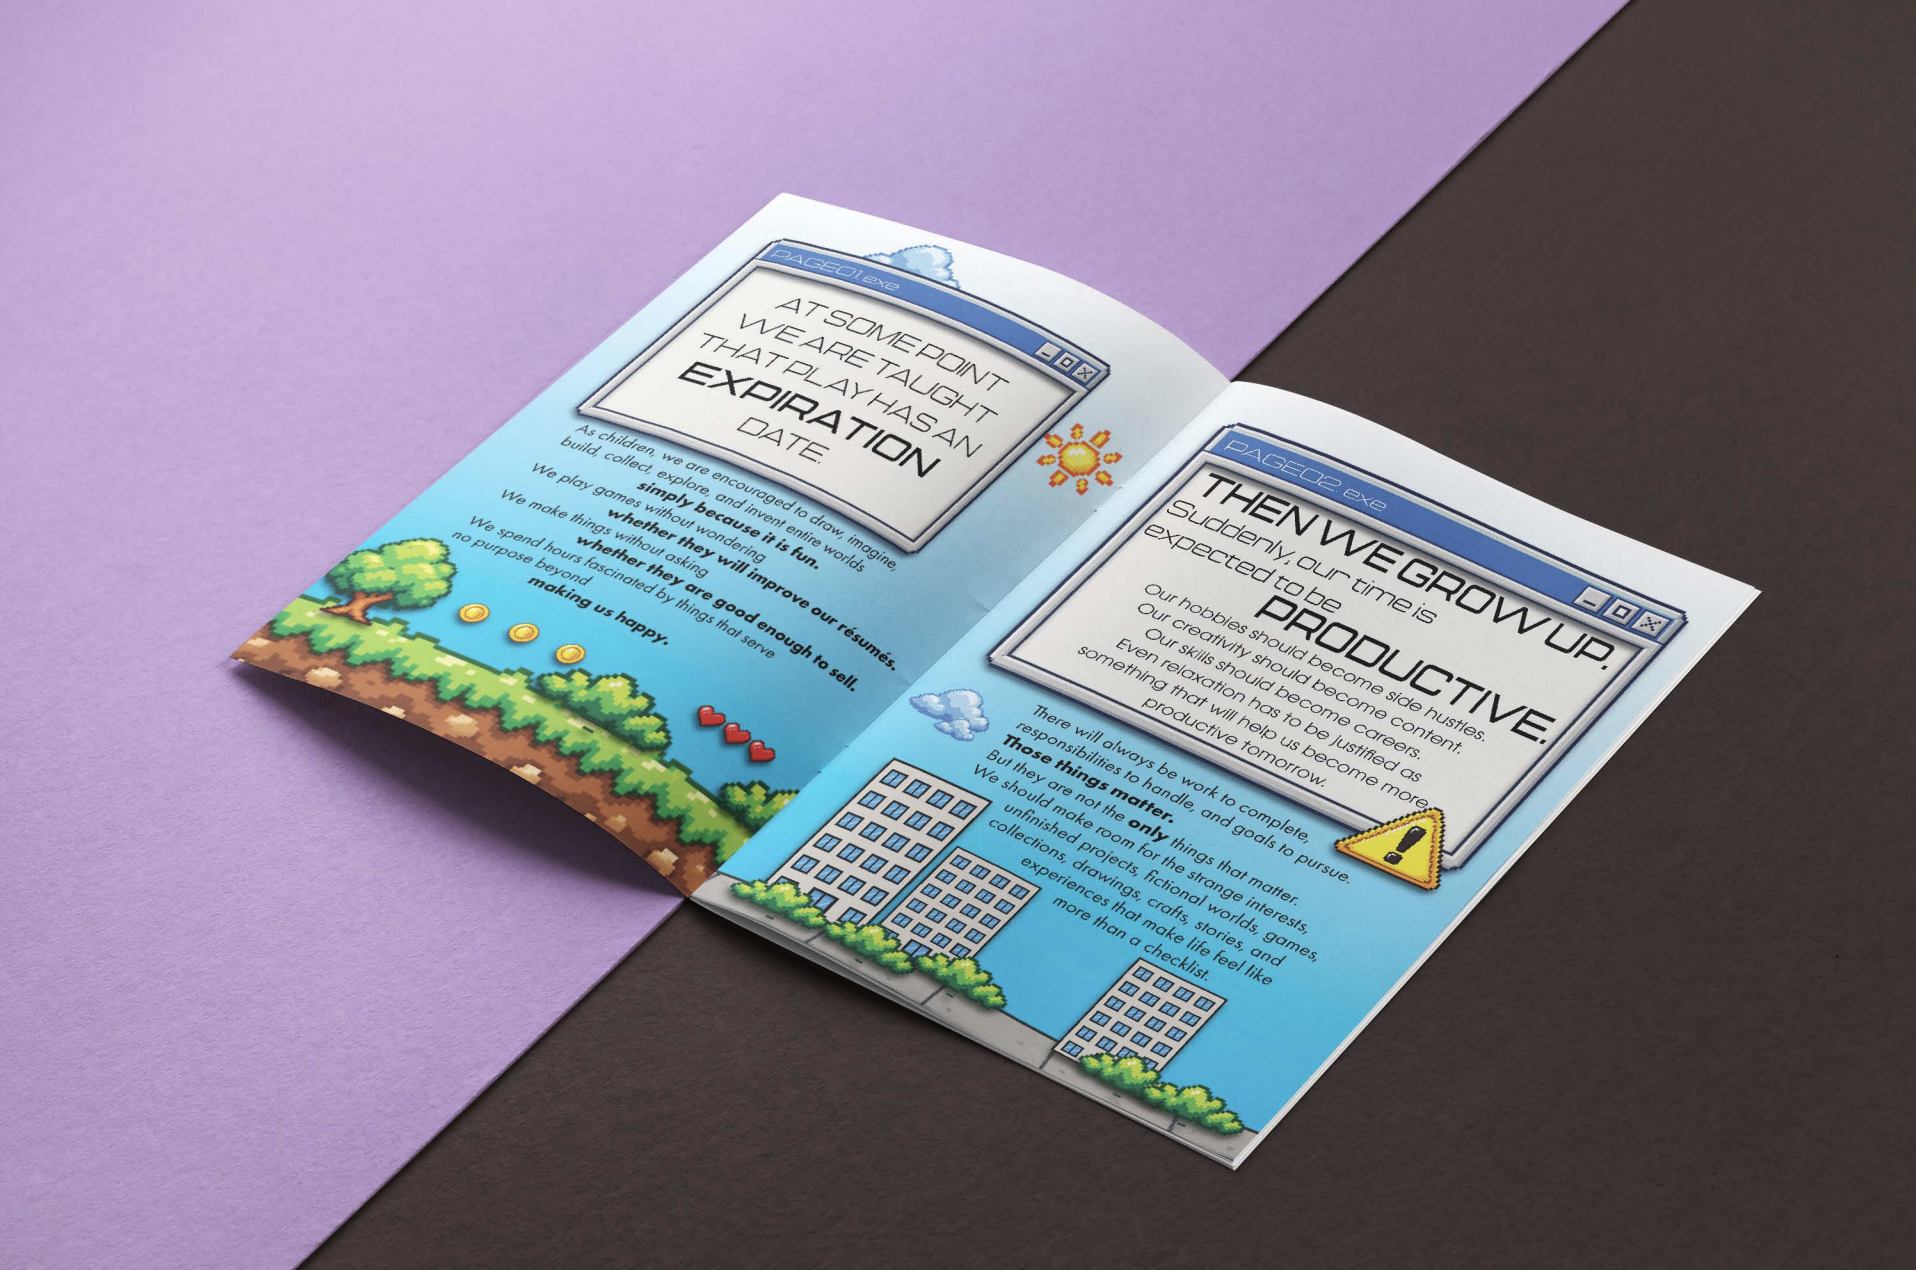 PAGE01.exe
AT SOME POINT
WE ARE TAUGHT
THAT PLAY HAS AN
EXPIRATION
DATE.
As children, we are encouraged to draw, imagine,
build, collect, explore, and invent entire worlds
simply because it is fun.
We play games without wondering
whether they will improve our résumés.
We make things without asking
whether they are good enough to sell.
We spend hours fascinated by things that serve
no purpose beyond
making us happy.
PAGE02.exe
THEN WE GROW UP.
Suddenly, our time is
expected to be
PRODUCTIVE.
Our hobbies should become side hustles.
Our creativity should become content.
Our skills should become careers.
Even relaxation has to be justified as
something that will help us become more
productive tomorrow.
There will always be work to complete,
responsibilities to handle, and goals to pursue.
Those things matter.
But they are not the only things that matter.
We should make room for the strange interests,
unfinished projects, fictional worlds, games,
collections, drawings, crafts, stories, and
experiences that make life feel like
more than a checklist.